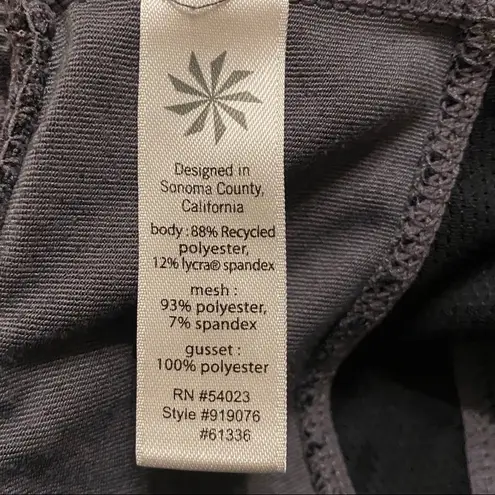 Designed in
Sonoma County,
California
body : 88% Recycled
polyester,
12% lycra® spandex
mesh :
93% polyester,
7% spandex
gusset :
100% polyester
RN #54023
Style #919076
#61336